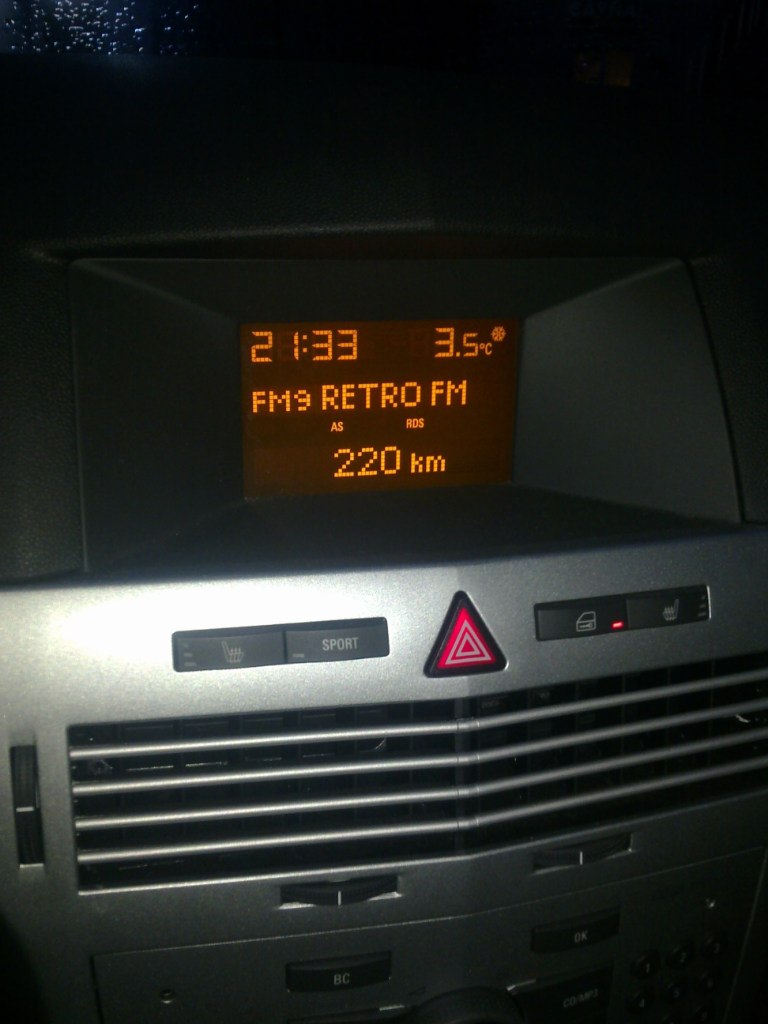 21:33 3.5°C
FM9 RETRO FM
AS RDS
220 km
SPORT
OK
BC
CD/MP3